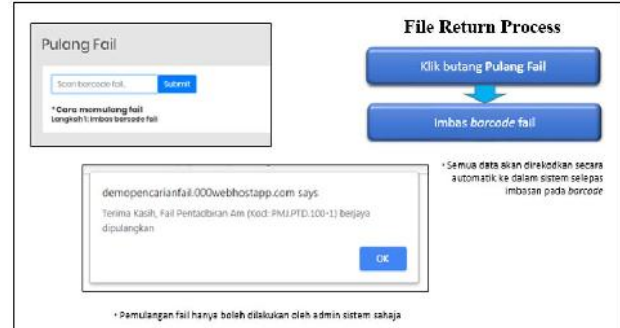 File Return Process
Pulang Fail
Scan barcode fail.
Submit
*Cara memulang fail
Langkah 1: Imbas barcode fail
Klik butang Pulang Fail
Imbas barcode fail
• Semua data akan direkodkan secara
automatik ke dalam sistem selepas
imbasan pada barcode
demopencarianfail.000webhostapp.com says
Terima Kasih, Fail Pentadbiran Am (Kod: PMJ.PTD.100-1) berjaya
dipulangkan
OK
• Pemulangan fail hanya boleh dilakukan oleh admin sistem sahaja